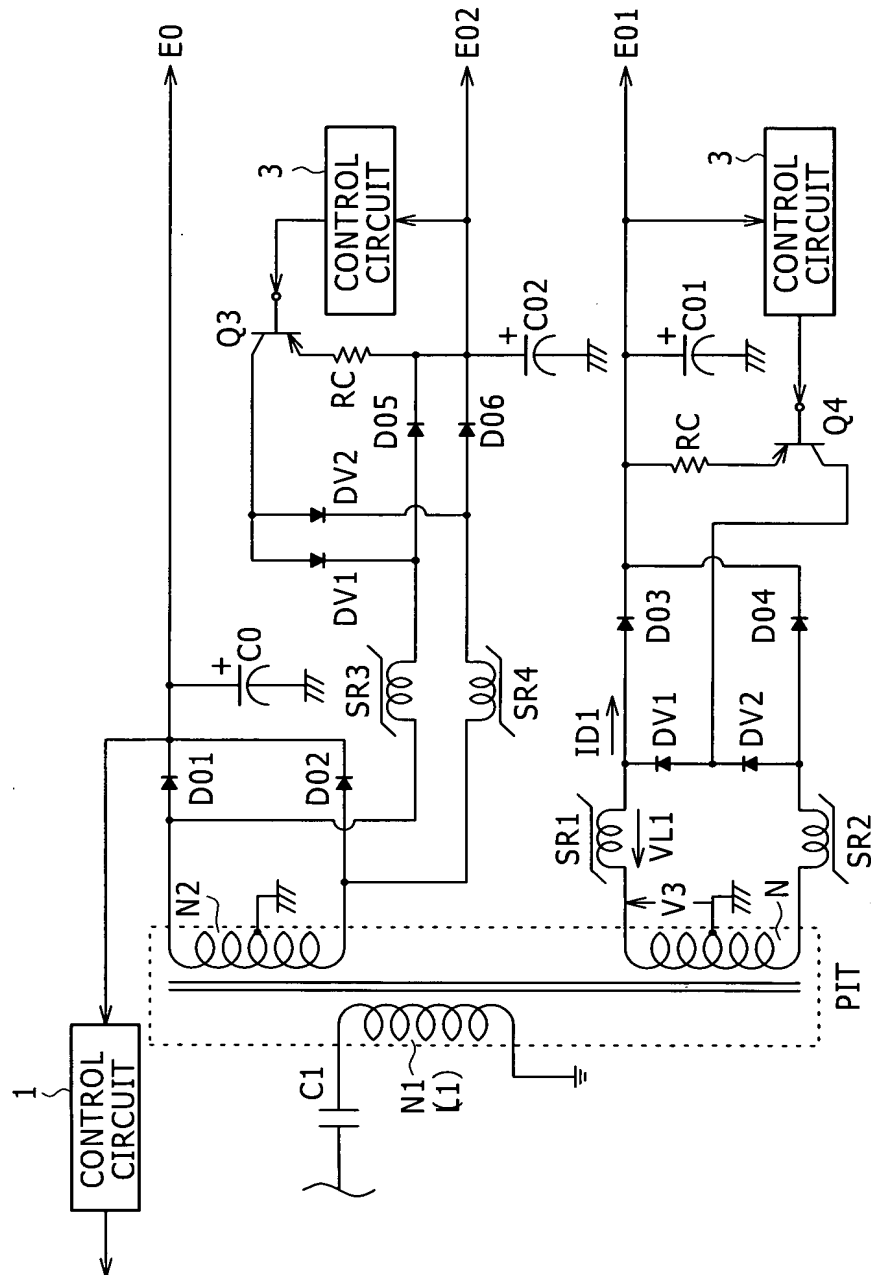 E0
E02
E01
3
CONTROL
CIRCUIT
3
CONTROL
CIRCUIT
Q3
RC
D05
D06
+
C02
+
C01
DV2
DV1
RC
Q4
+
C0
SR3
SR4
D03
D04
ID1
DV1
DV2
D01
D02
SR1
VL1
SR2
N2
V3
N
PIT
1
CONTROL
CIRCUIT
C1
N1
(L1)